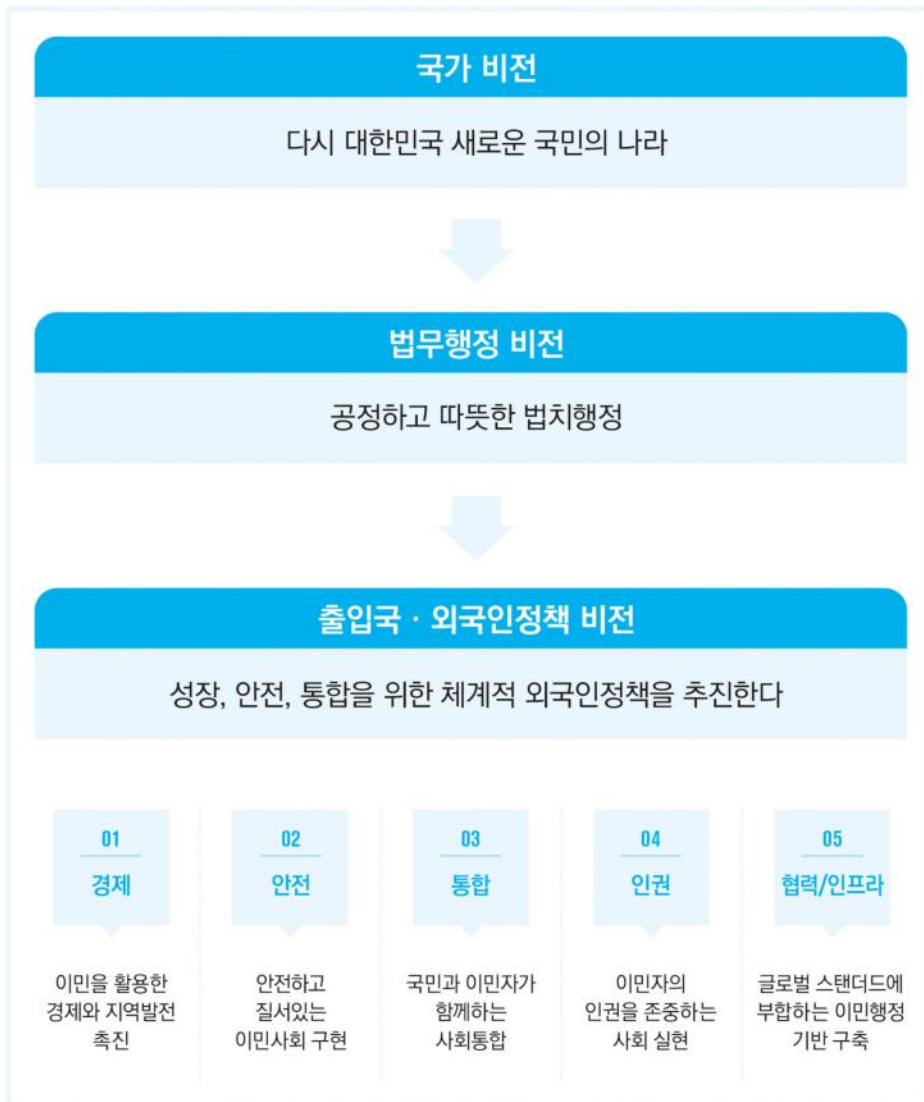 국가 비전
다시 대한민국 새로운 국민의 나라
법무행정 비전
공정하고 따뜻한 법치행정
출입국 · 외국인정책 비전
성장, 안전, 통합을 위한 체계적 외국인정책을 추진한다
01
경제
이민을 활용한
경제와 지역발전
촉진
02
안전
안전하고
질서있는
이민사회 구현
03
통합
국민과 이민자가
함께하는
사회통합
04
인권
이민자의
인권을 존중하는
사회 실현
05
협력/인프라
글로벌 스탠더드에
부합하는 이민행정
기반 구축